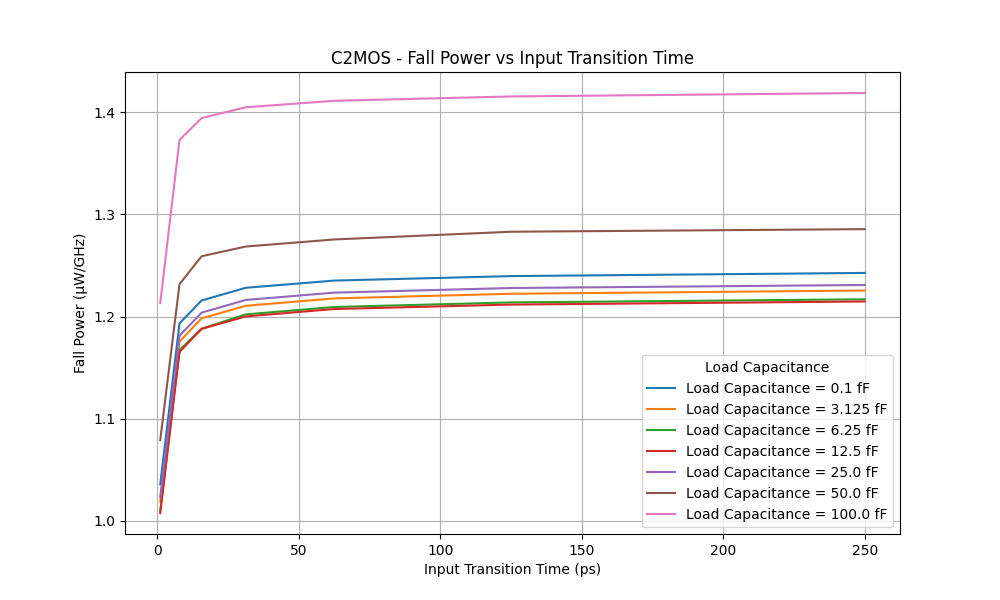 C2MOS - Fall Power vs Input Transition Time
Fall Power (μW/GHz)
1.4
1.3
1.2
1.1
1.0
0
50
100
150
200
250
Input Transition Time (ps)
Load Capacitance
Load Capacitance = 0.1 fF
Load Capacitance = 3.125 fF
Load Capacitance = 6.25 fF
Load Capacitance = 12.5 fF
Load Capacitance = 25.0 fF
Load Capacitance = 50.0 fF
Load Capacitance = 100.0 fF